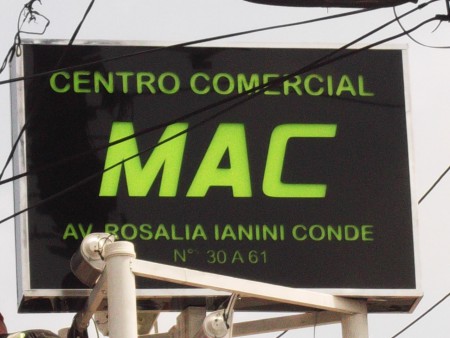 CENTRO COMERCIAL
MAC
AV. ROSALIA IANINI CONDE
N° 30 A 61